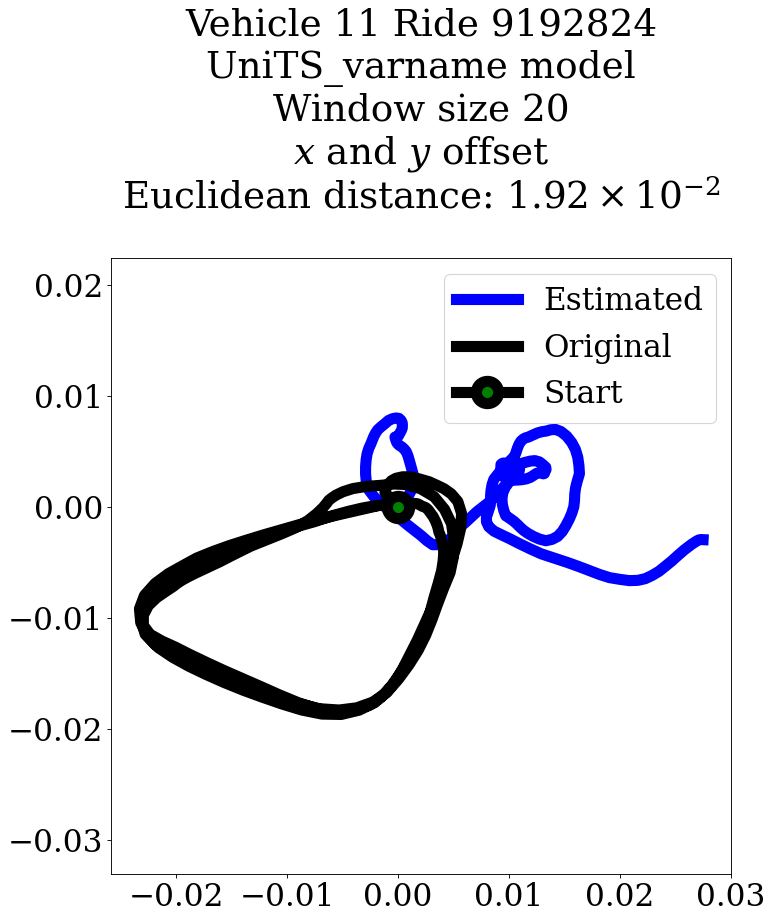 Vehicle 11 Ride 9192824
UniTS_varname model
Window size 20
x and y offset
Euclidean distance: 1.92 × 10⁻²
0.02
0.01
0.00
−0.01
−0.02
−0.03
Estimated
Original
Start
−0.02 −0.01 0.00 0.01 0.02 0.03